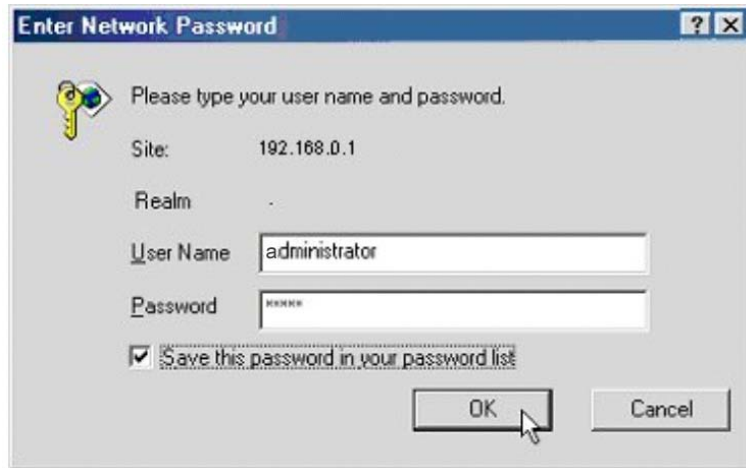 Enter Network Password
Please type your user name and password.
Site: 192.168.0.1
Realm .
User Name administrator
Password *****
Save this password in your password list
OK Cancel